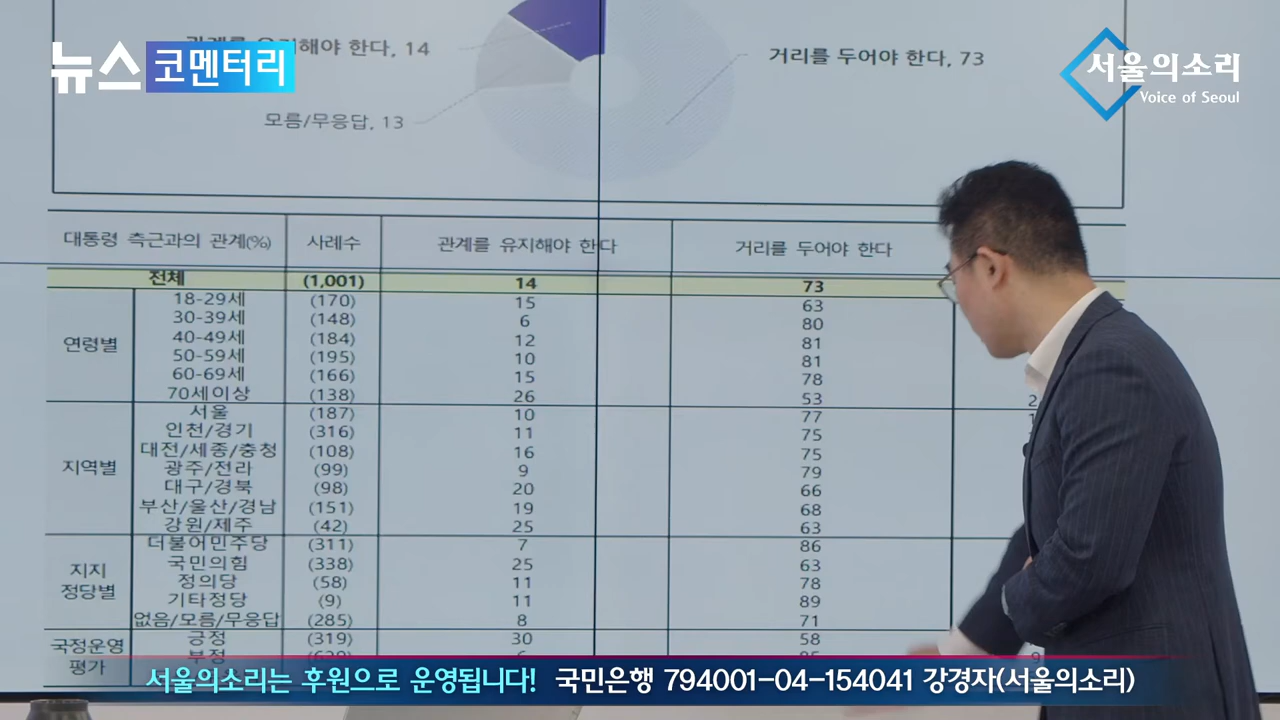 뉴스 코멘터리
서울의소리
Voice of Seoul
관계를 유지해야 한다, 14
거리를 두어야 한다, 73
모름/무응답, 13
대통령 측근과의 관계(%) 사례수 관계를 유지해야 한다 거리를 두어야 한다
전체 (1,001) 14 73
연령별
18-29세 (170) 15 63
30-39세 (148) 6 80
40-49세 (184) 12 81
50-59세 (195) 10 81
60-69세 (166) 15 78
70세이상 (138) 26 53
지역별
서울 (187) 10 77
인천/경기 (316) 11 75
대전/세종/충청 (108) 16 75
광주/전라 (99) 9 79
대구/경북 (98) 20 66
부산/울산/경남 (151) 19 68
강원/제주 (42) 25 63
지지
정당별
더불어민주당 (311) 7 86
국민의힘 (338) 25 63
정의당 (58) 11 78
기타정당 (9) 11 89
없음/모름/무응답 (285) 8 71
국정운영
평가
긍정 (319) 30 58
부정
서울의소리는 후원으로 운영됩니다! 국민은행 794001-04-154041 강경자(서울의소리)